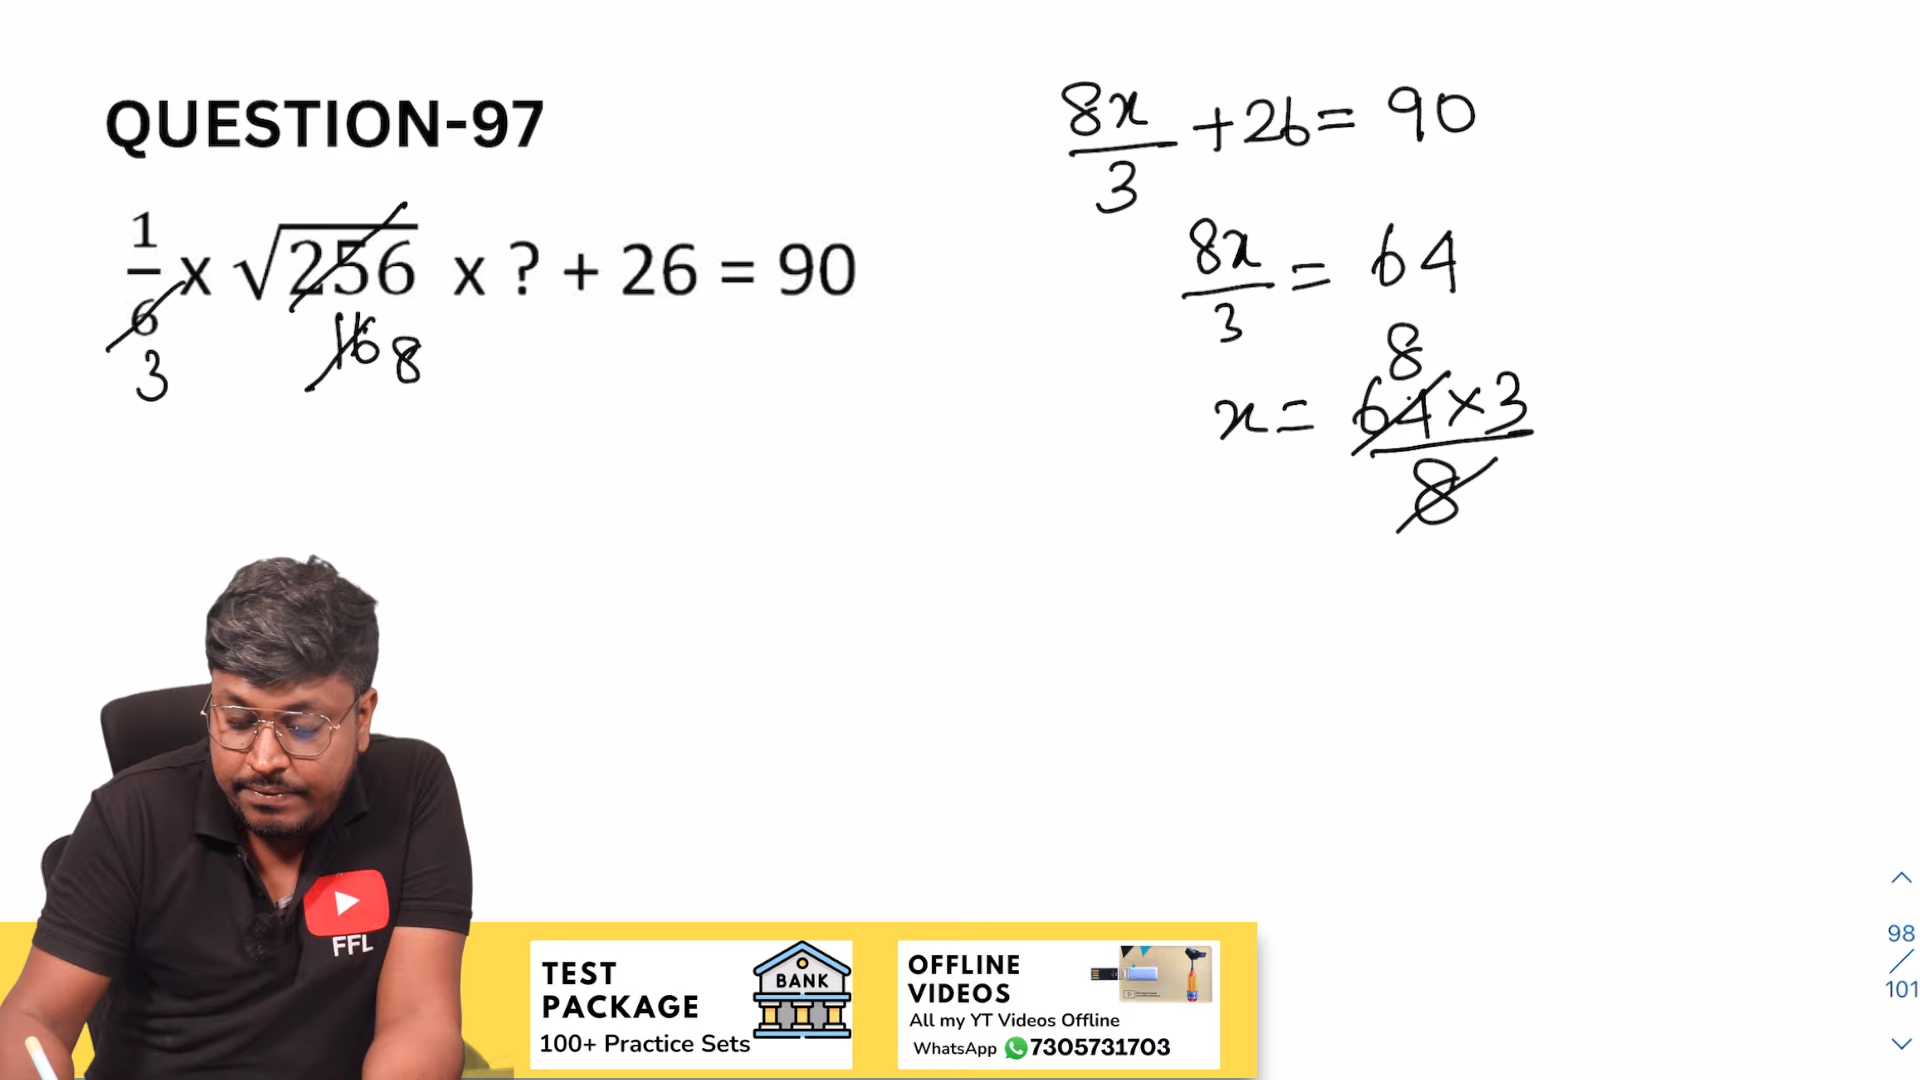 QUESTION-97
1/6 x √256 x ? + 26 = 90
3
16 8
8x/3 + 26 = 90
8x/3 = 64
8
x = 64 × 3/8
FFL
TEST
PACKAGE
100+ Practice Sets
BANK
OFFLINE
VIDEOS
All my YT Videos Offline
WhatsApp 7305731703
98
/
101